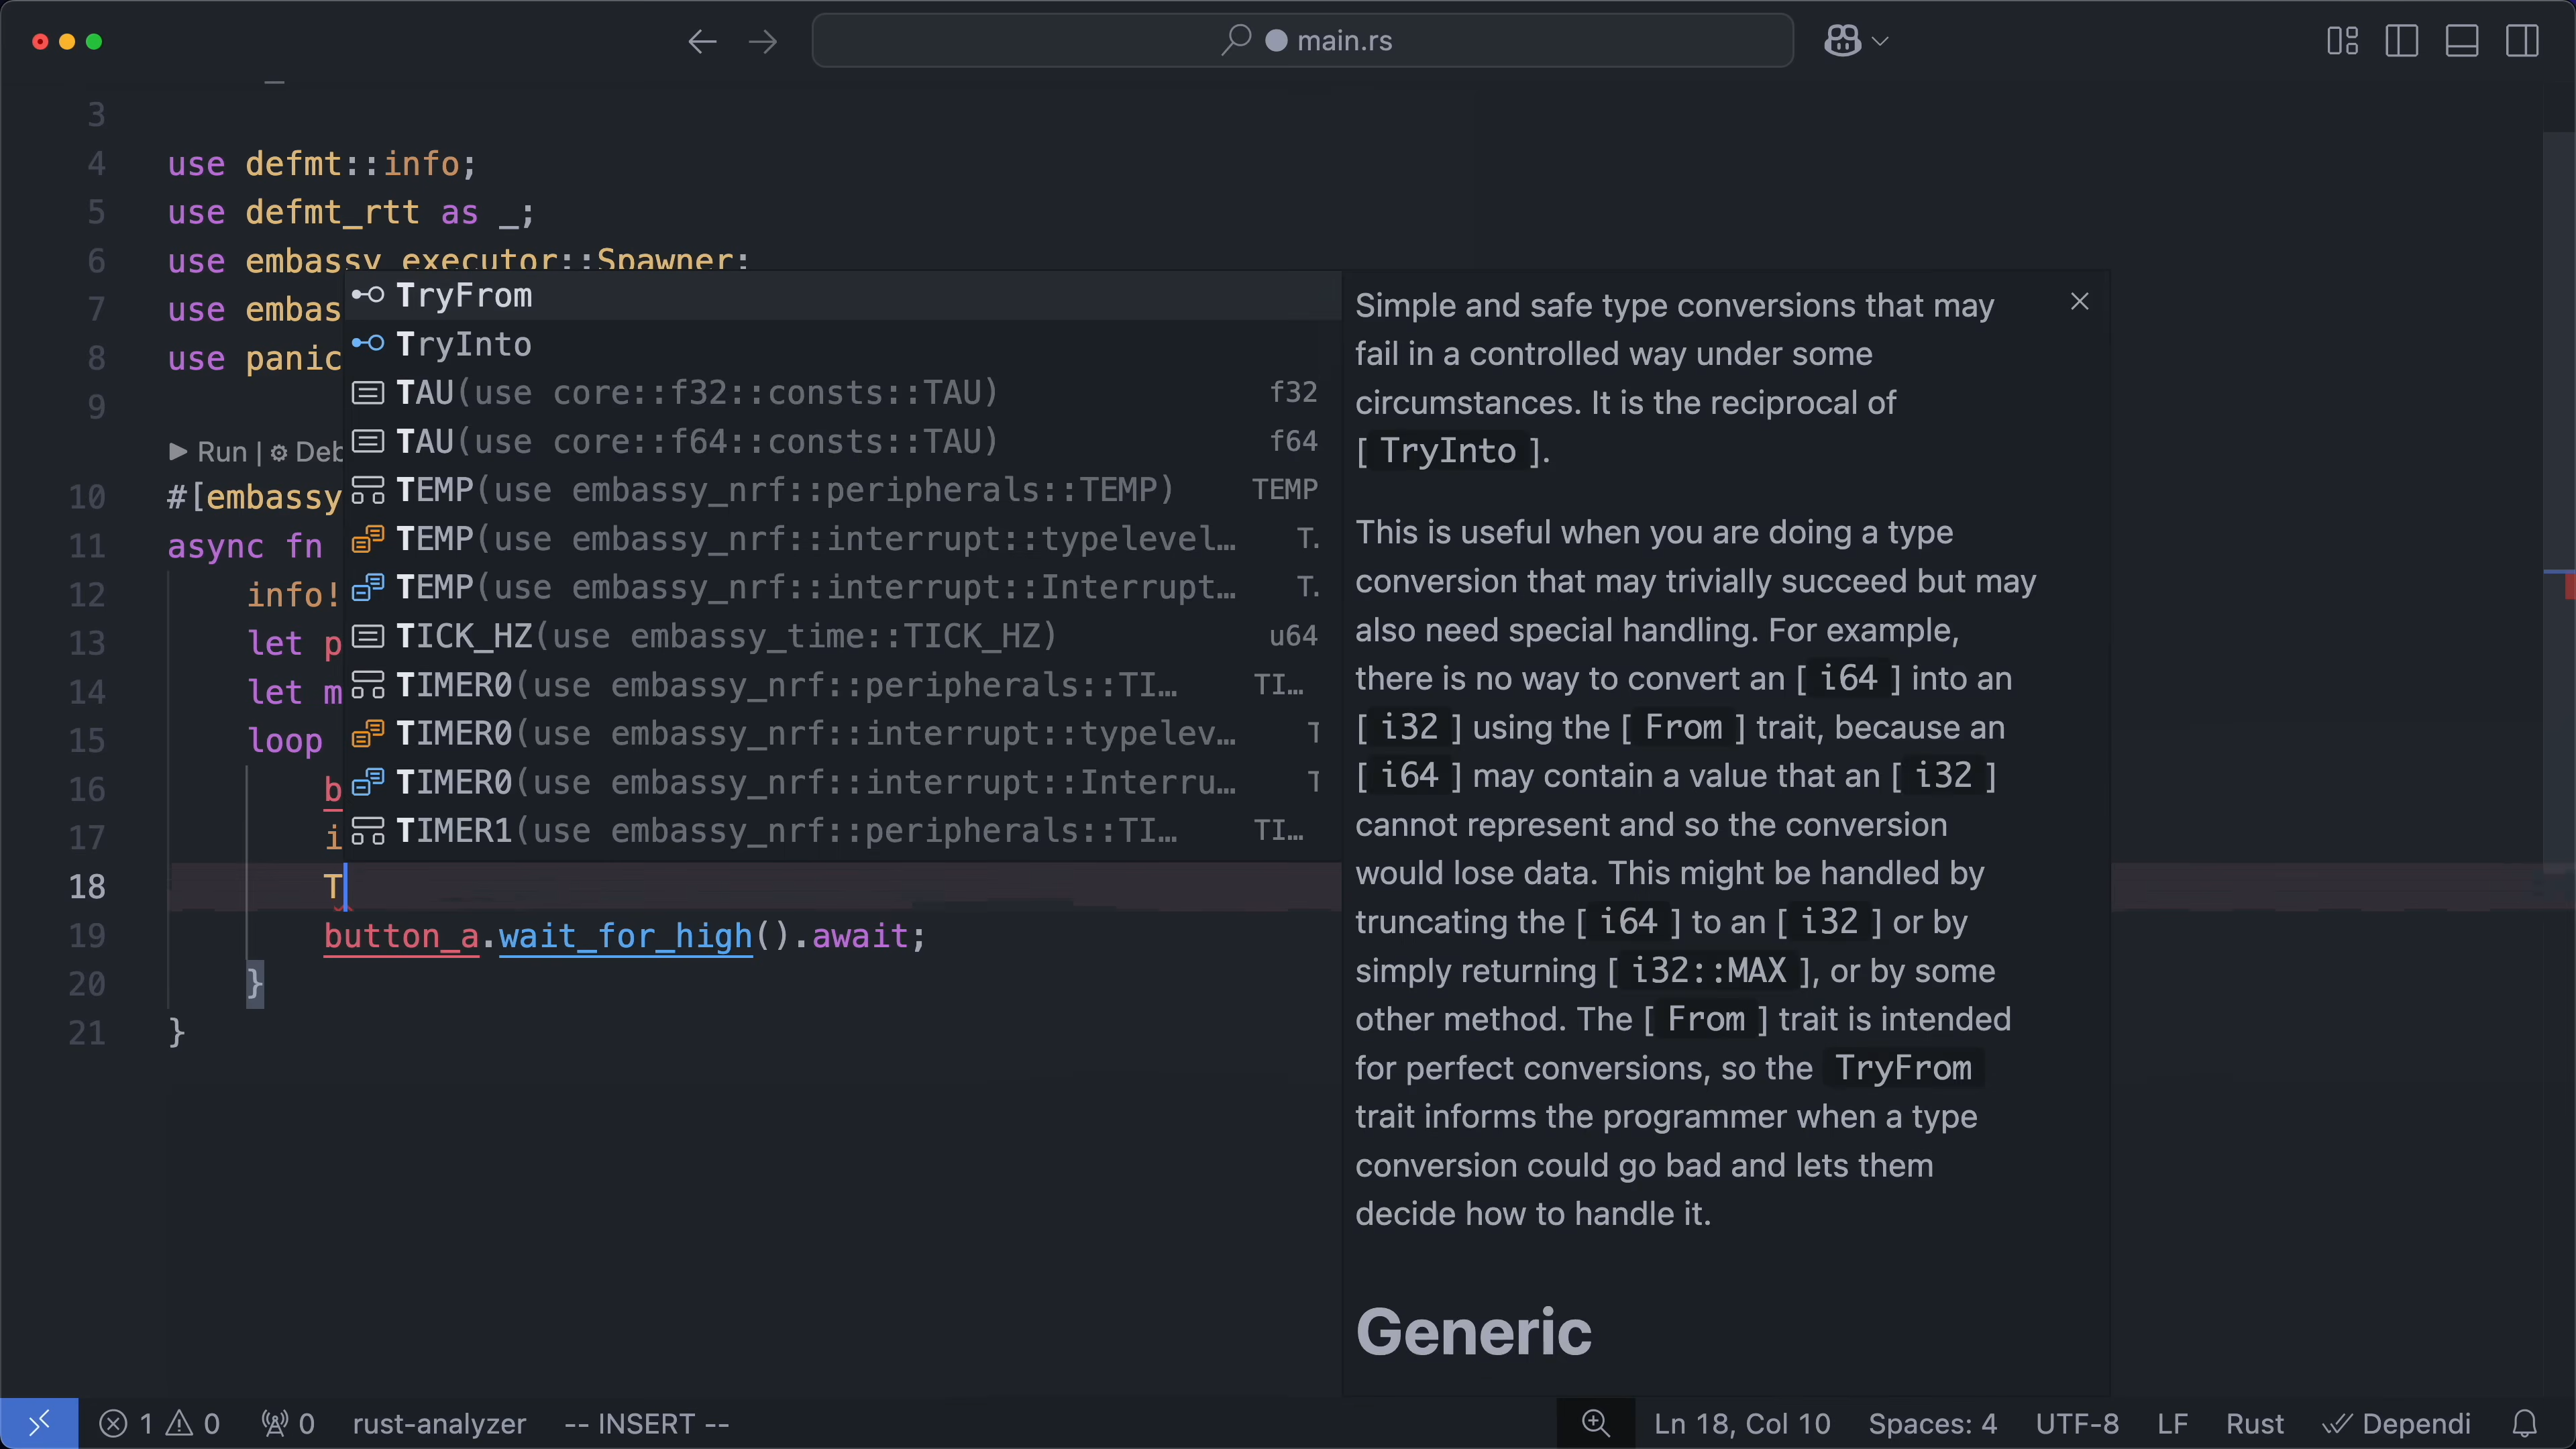 main.rs
3
4 use defmt::info;
5 use defmt_rtt as _;
6 use embassy_executor::Spawner;
7 use embas
8 use panic
9
Run | Deb
10 #[embassy
11 async fn
12 info!
13 let p
14 let m
15 loop
16 b
17 i
18 T
19 button_a.wait_for_high().await;
20 }
21 }
TryFrom
TryInto
TAU(use core::f32::consts::TAU) f32
TAU(use core::f64::consts::TAU) f64
TEMP(use embassy_nrf::peripherals::TEMP) TEMP
TEMP(use embassy_nrf::interrupt::typelevel… T.
TEMP(use embassy_nrf::interrupt::Interrupt… T.
TICK_HZ(use embassy_time::TICK_HZ) u64
TIMER0(use embassy_nrf::peripherals::TI… TI…
TIMER0(use embassy_nrf::interrupt::typelev… T
TIMER0(use embassy_nrf::interrupt::Interru… T
TIMER1(use embassy_nrf::peripherals::TI… TI…
Simple and safe type conversions that may
fail in a controlled way under some
circumstances. It is the reciprocal of
[ TryInto ].
This is useful when you are doing a type
conversion that may trivially succeed but may
also need special handling. For example,
there is no way to convert an [ i64 ] into an
[ i32 ] using the [ From ] trait, because an
[ i64 ] may contain a value that an [ i32 ]
cannot represent and so the conversion
would lose data. This might be handled by
truncating the [ i64 ] to an [ i32 ] or by
simply returning [ i32::MAX ], or by some
other method. The [ From ] trait is intended
for perfect conversions, so the TryFrom
trait informs the programmer when a type
conversion could go bad and lets them
decide how to handle it.
Generic
1 0 0 rust-analyzer -- INSERT -- Ln 18, Col 10 Spaces: 4 UTF-8 LF Rust Dependi